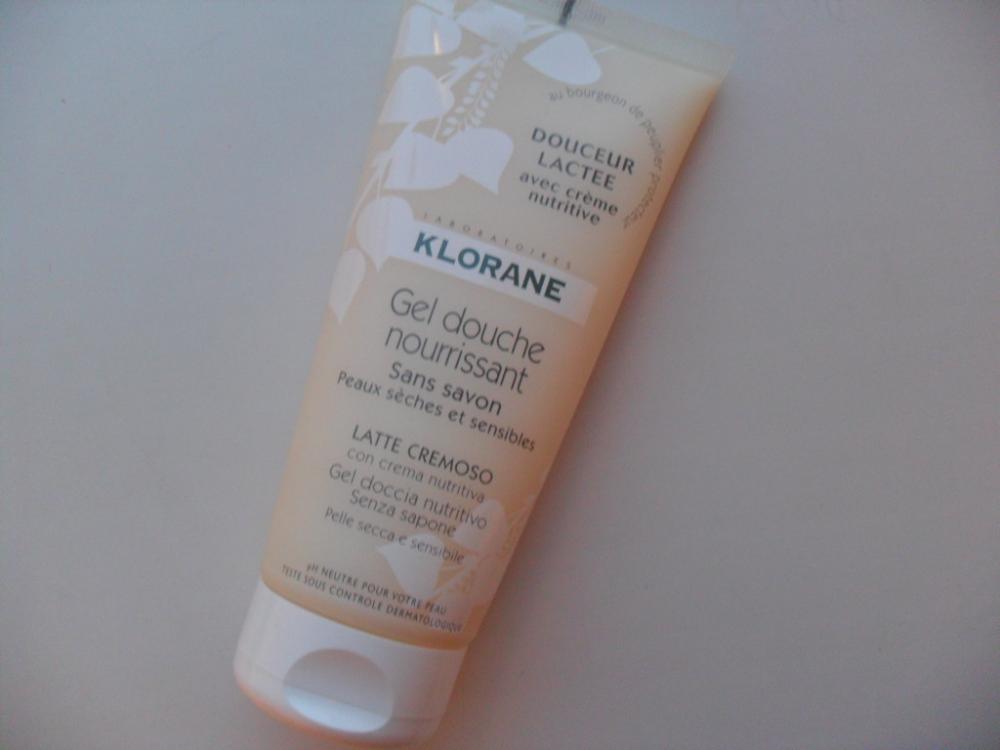 au bourgeon de peuplier protecteur
DOUCEUR
LACTEE
avec crème
nutritive
LABORATOIRES
KLORANE
Gel douche
nourrissant
Sans savon
Peaux sèches et sensibles
LATTE CREMOSO
con crema nutritiva
Gel doccia nutritivo
Senza sapone
Pelle secca e sensibile
pH NEUTRE POUR VOTRE PEAU
TESTE SOUS CONTROLE DERMATOLOGIQUE